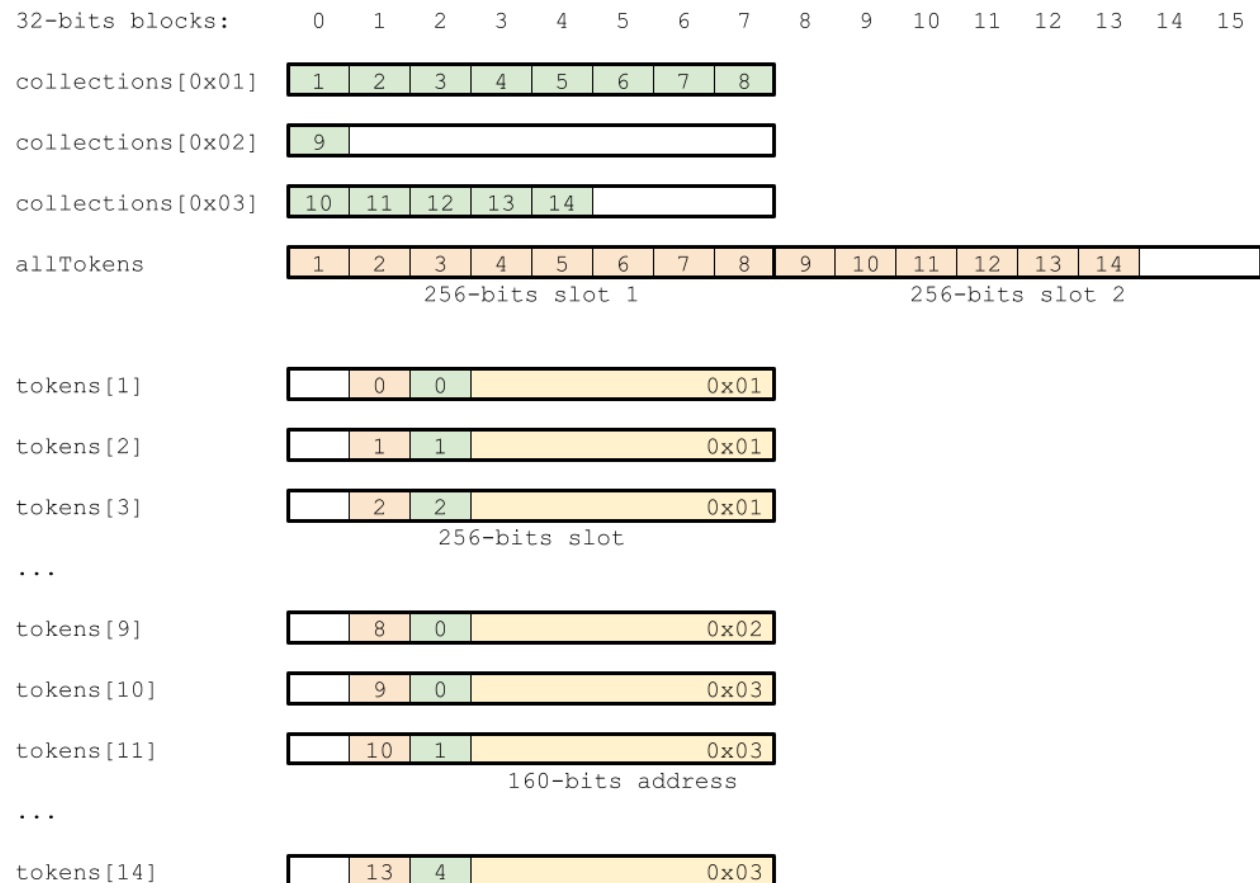 32-bits blocks: 0 1 2 3 4 5 6 7 8 9 10 11 12 13 14 15
collections[0x01] 1 2 3 4 5 6 7 8
collections[0x02] 9
collections[0x03] 10 11 12 13 14
allTokens 1 2 3 4 5 6 7 8 9 10 11 12 13 14
256-bits slot 1 256-bits slot 2
tokens[1] 0 0 0x01
tokens[2] 1 1 0x01
tokens[3] 2 2 0x01
256-bits slot
...
tokens[9] 8 0 0x02
tokens[10] 9 0 0x03
tokens[11] 10 1 0x03
160-bits address
...
tokens[14] 13 4 0x03